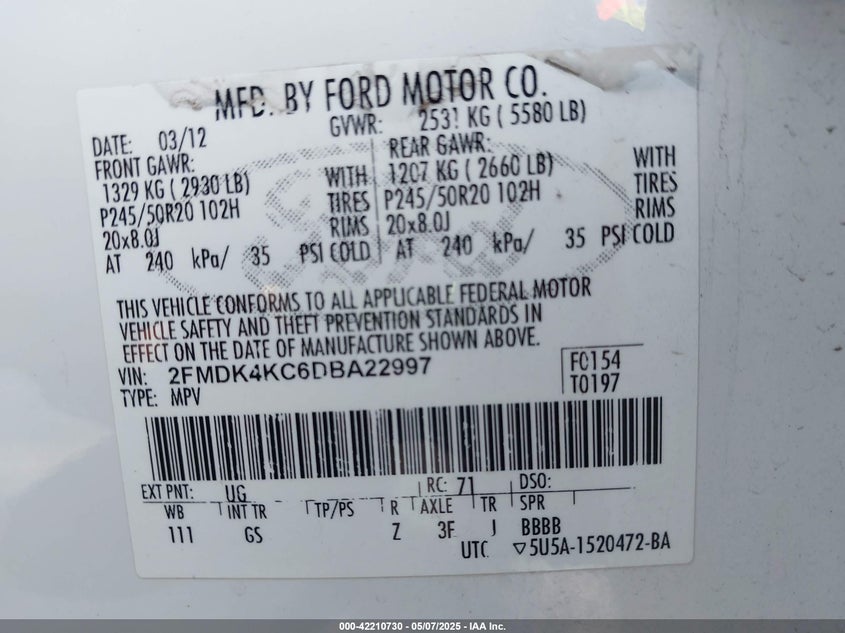 MFD. BY FORD MOTOR CO.
DATE: 03/12 GVWR: 2531 KG ( 5580 LB)
FRONT GAWR: REAR GAWR:
1329 KG ( 2930 LB) WITH 1207 KG ( 2660 LB) WITH
P245/50R20 102H TIRES P245/50R20 102H TIRES
20x8.0J RIMS 20x8.0J RIMS
AT 240 kPa/ 35 PSI COLD AT 240 kPa/ 35 PSI COLD
THIS VEHICLE CONFORMS TO ALL APPLICABLE FEDERAL MOTOR
VEHICLE SAFETY AND THEFT PREVENTION STANDARDS IN
EFFECT ON THE DATE OF MANUFACTURE SHOWN ABOVE.
VIN: 2FMDK4KC6DBA22997 F0154
TYPE: MPV T0197
EXT PNT: UG RC: 71 DSO:
WB INT TR TP/PS R AXLE TR SPR
111 GS Z 3F J BBBB
UTC ▽5U5A-1520472-BA
000-42210730 - 05/07/2025 - IAA Inc.